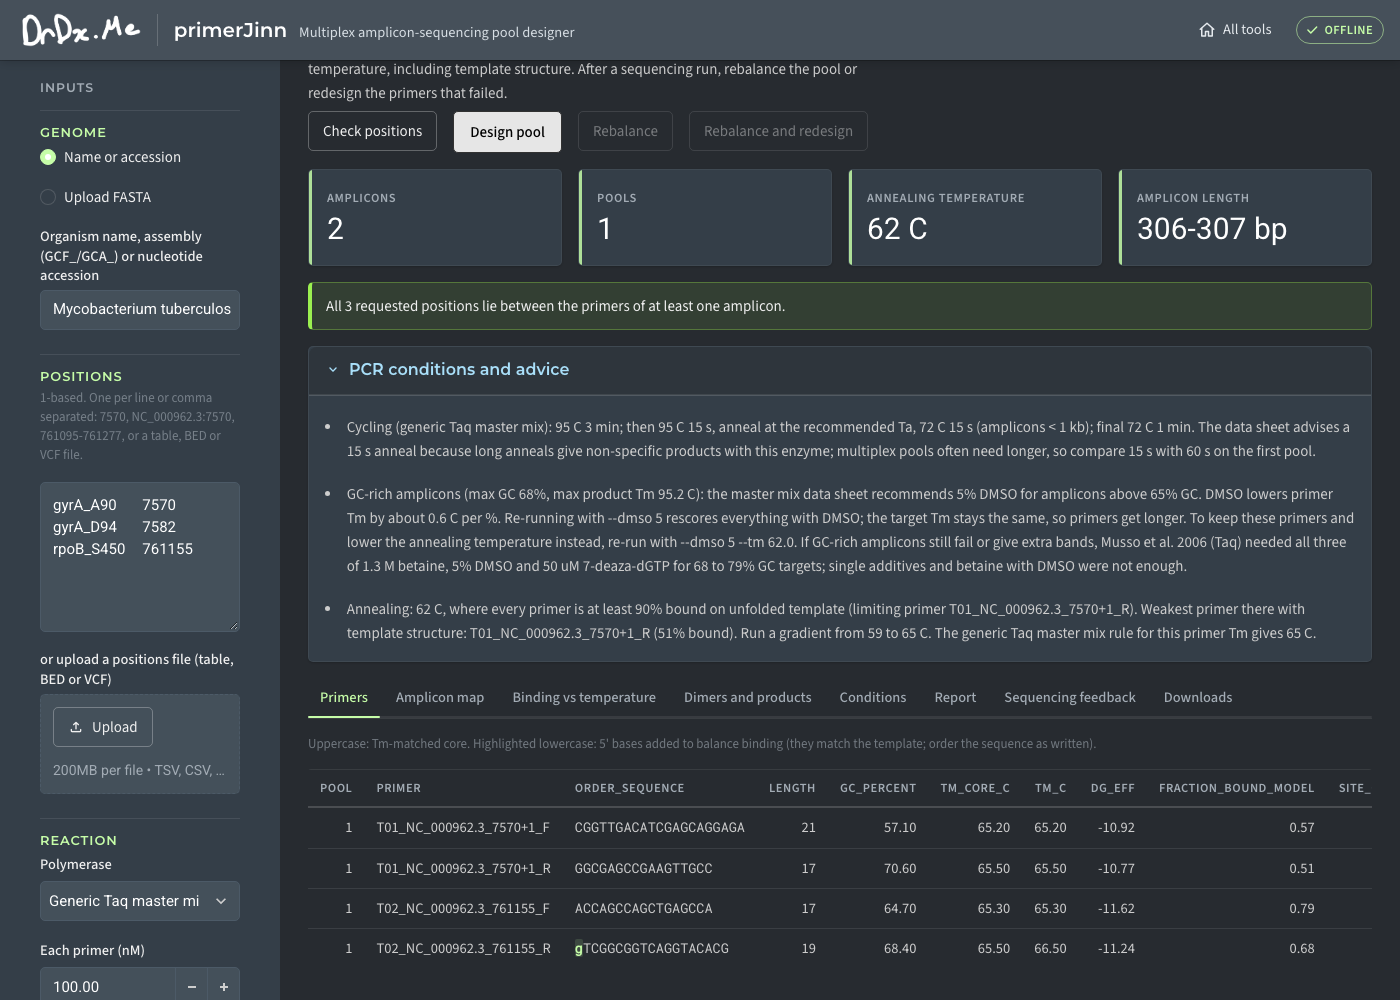 DrDx.Me
primerJinn Multiplex amplicon-sequencing pool designer
All tools
OFFLINE
INPUTS
GENOME
Name or accession
Upload FASTA
Organism name, assembly
(GCF_/GCA_) or nucleotide
accession
Mycobacterium tuberculos
POSITIONS
1-based. One per line or comma
separated: 7570, NC_000962.3:7570,
761095-761277, or a table, BED or
VCF file.
gyrA_A90 7570
gyrA_D94 7582
rpoB_S450 761155
or upload a positions file (table,
BED or VCF)
Upload
200MB per file • TSV, CSV, ...
REACTION
Polymerase
Generic Taq master mi
Each primer (nM)
100.00
temperature, including template structure. After a sequencing run, rebalance the pool or
redesign the primers that failed.
Check positions Design pool Rebalance Rebalance and redesign
AMPLICONS
2
POOLS
1
ANNEALING TEMPERATURE
62 C
AMPLICON LENGTH
306-307 bp
All 3 requested positions lie between the primers of at least one amplicon.
PCR conditions and advice
• Cycling (generic Taq master mix): 95 C 3 min; then 95 C 15 s, anneal at the recommended Ta, 72 C 15 s (amplicons < 1 kb); final 72 C 1 min. The data sheet advises a
15 s anneal because long anneals give non-specific products with this enzyme; multiplex pools often need longer, so compare 15 s with 60 s on the first pool.
• GC-rich amplicons (max GC 68%, max product Tm 95.2 C): the master mix data sheet recommends 5% DMSO for amplicons above 65% GC. DMSO lowers primer
Tm by about 0.6 C per %. Re-running with --dmso 5 rescores everything with DMSO; the target Tm stays the same, so primers get longer. To keep these primers and
lower the annealing temperature instead, re-run with --dmso 5 --tm 62.0. If GC-rich amplicons still fail or give extra bands, Musso et al. 2006 (Taq) needed all three
of 1.3 M betaine, 5% DMSO and 50 uM 7-deaza-dGTP for 68 to 79% GC targets; single additives and betaine with DMSO were not enough.
• Annealing: 62 C, where every primer is at least 90% bound on unfolded template (limiting primer T01_NC_000962.3_7570+1_R). Weakest primer there with
template structure: T01_NC_000962.3_7570+1_R (51% bound). Run a gradient from 59 to 65 C. The generic Taq master mix rule for this primer Tm gives 65 C.
Primers Amplicon map Binding vs temperature Dimers and products Conditions Report Sequencing feedback Downloads
Uppercase: Tm-matched core. Highlighted lowercase: 5' bases added to balance binding (they match the template; order the sequence as written).
POOL PRIMER ORDER_SEQUENCE LENGTH GC_PERCENT TM_CORE_C TM_C DG_EFF FRACTION_BOUND_MODEL SITE_
1 T01_NC_000962.3_7570+1_F CGGTTGACATCGAGCAGGAGA 21 57.10 65.20 65.20 -10.92 0.57
1 T01_NC_000962.3_7570+1_R GGCGAGCCGAAGTTGCC 17 70.60 65.50 65.50 -10.77 0.51
1 T02_NC_000962.3_761155_F ACCAGCCAGCTGAGCCA 17 64.70 65.30 65.30 -11.62 0.79
1 T02_NC_000962.3_761155_R gTCGGCGGTCAGGTACACG 19 68.40 65.50 66.50 -11.24 0.68